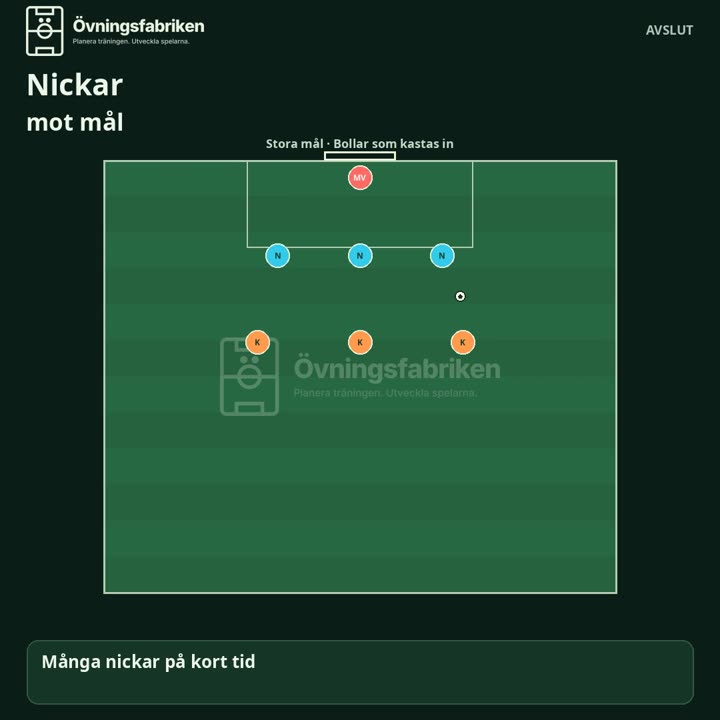 Övningsfabriken
Planera träningen. Utveckla spelarna.
AVSLUT
Nickar
mot mål
Stora mål · Bollar som kastas in
MV
N N N
K K K
Övningsfabriken
Planera träningen. Utveckla spelarna.
Många nickar på kort tid